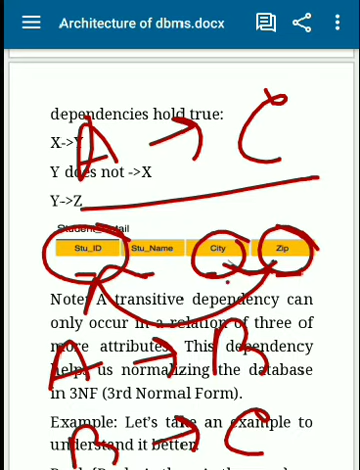 Architecture of dbms.docx
dependencies hold true:
X->Y
A → C
Y does not ->X
Y->Z
Student_Detail
Stu_ID Stu_Name City Zip
Note: A transitive dependency can
only occur in a relation of three of
more attributes. This dependency
A → B
helps us normalizing the database
in 3NF (3rd Normal Form).
Example: Let's take an example to
B → C
understand it better.